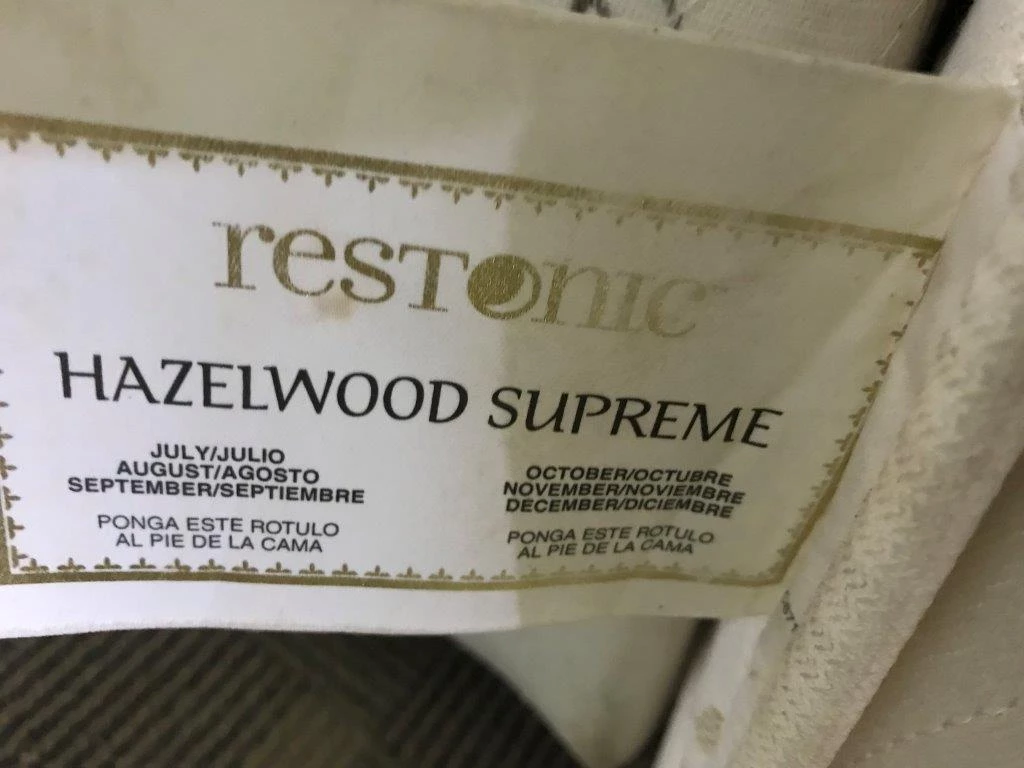 resTonic
HAZELWOOD SUPREME
JULY/JULIO
AUGUST/AGOSTO
SEPTEMBER/SEPTIEMBRE
PONGA ESTE ROTULO
AL PIE DE LA CAMA
OCTOBER/OCTUBRE
NOVEMBER/NOVIEMBRE
DECEMBER/DICIEMBRE
PONGA ESTE ROTULO
AL PIE DE LA CAMA